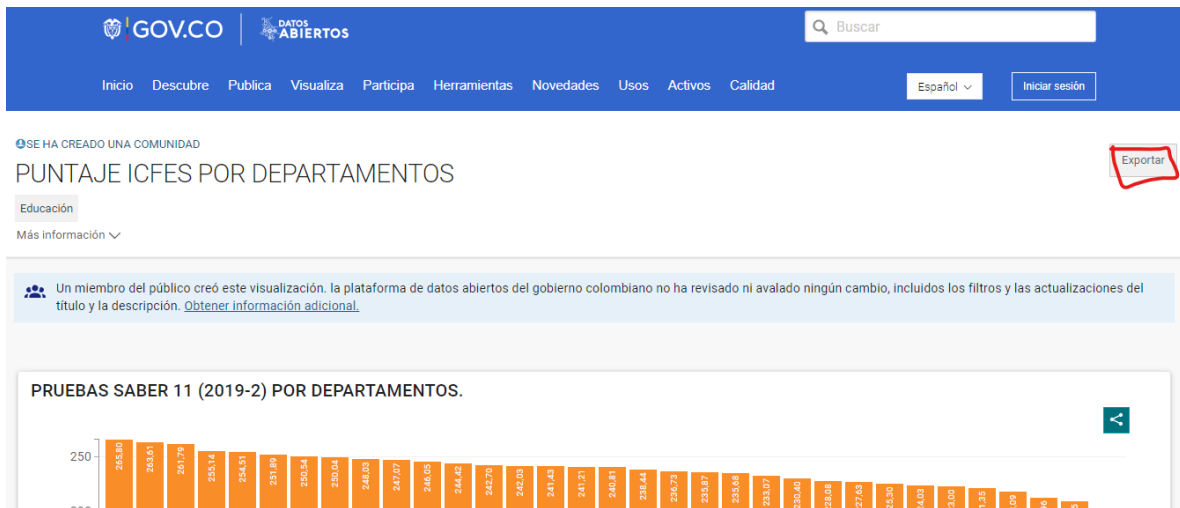 GOV.CO
DATOS
ABIERTOS
Buscar
Inicio Descubre Publica Visualiza Participa Herramientas Novedades Usos Activos Calidad
Español
Iniciar sesión
SE HA CREADO UNA COMUNIDAD
PUNTAJE ICFES POR DEPARTAMENTOS
Exportar
Educación
Más información
Un miembro del público creó este visualización. la plataforma de datos abiertos del gobierno colombiano no ha revisado ni avalado ningún cambio, incluidos los filtros y las actualizaciones del
título y la descripción. Obtener información adicional.
PRUEBAS SABER 11 (2019-2) POR DEPARTAMENTOS.
250
265,80
263,61
261,79
255,14
254,51
251,89
250,54
250,04
248,03
247,07
246,05
244,42
242,70
242,03
241,43
241,21
240,81
238,44
236,73
235,87
235,68
233,07